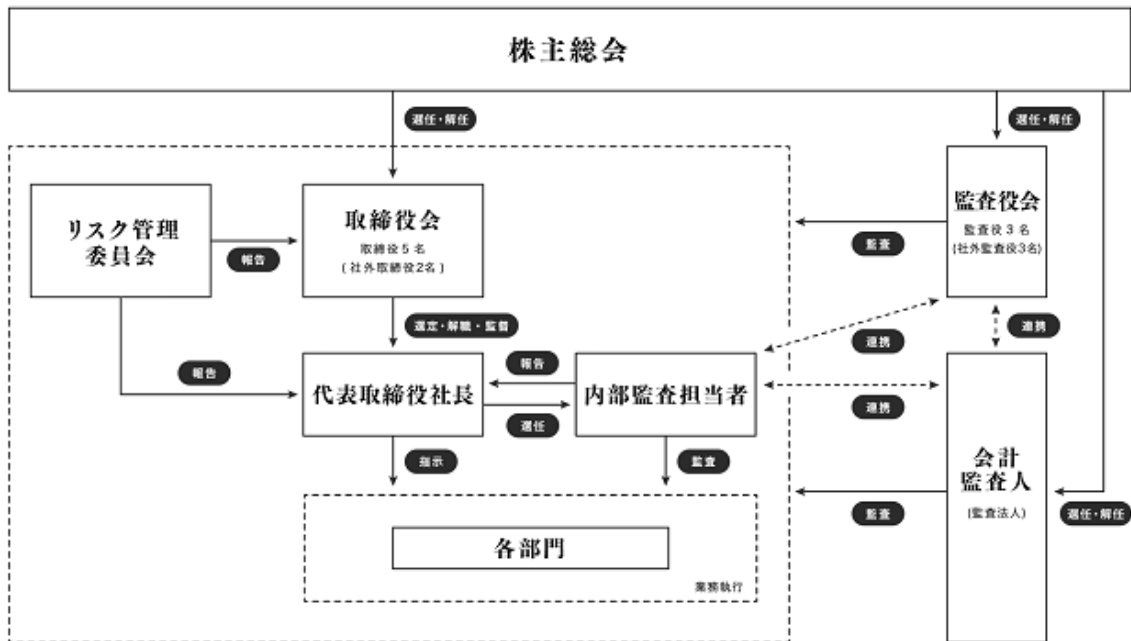 株主総会
選任・解任
選任・解任
リスク管理
委員会
報告
取締役会
取締役5名
(社外取締役2名)
監査役会
監査役3名
(社外監査役3名)
監査
選定・解職・監督
連携
連携
報告
代表取締役社長
報告
選任
内部監査担当者
連携
指示
監査
会計
監査人
(監査法人)
監査
選任・解任
各部門
業務執行